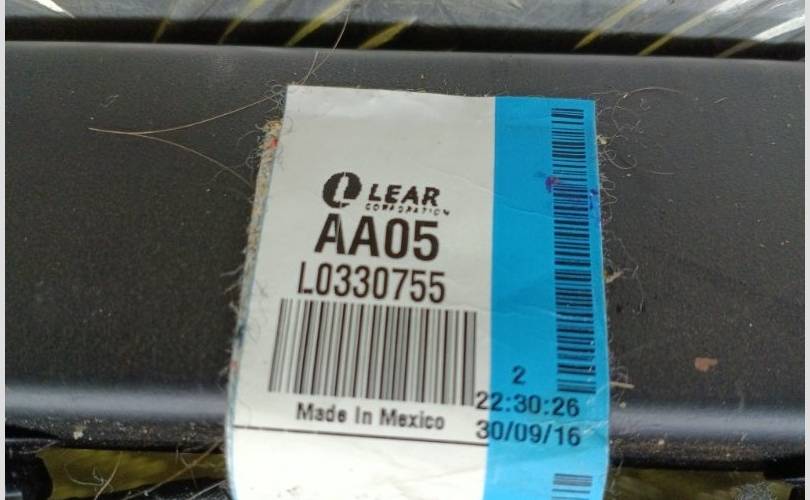 LEAR
CORPORATION
AA05
L0330755
Made In Mexico
2
22:30:26
30/09/16